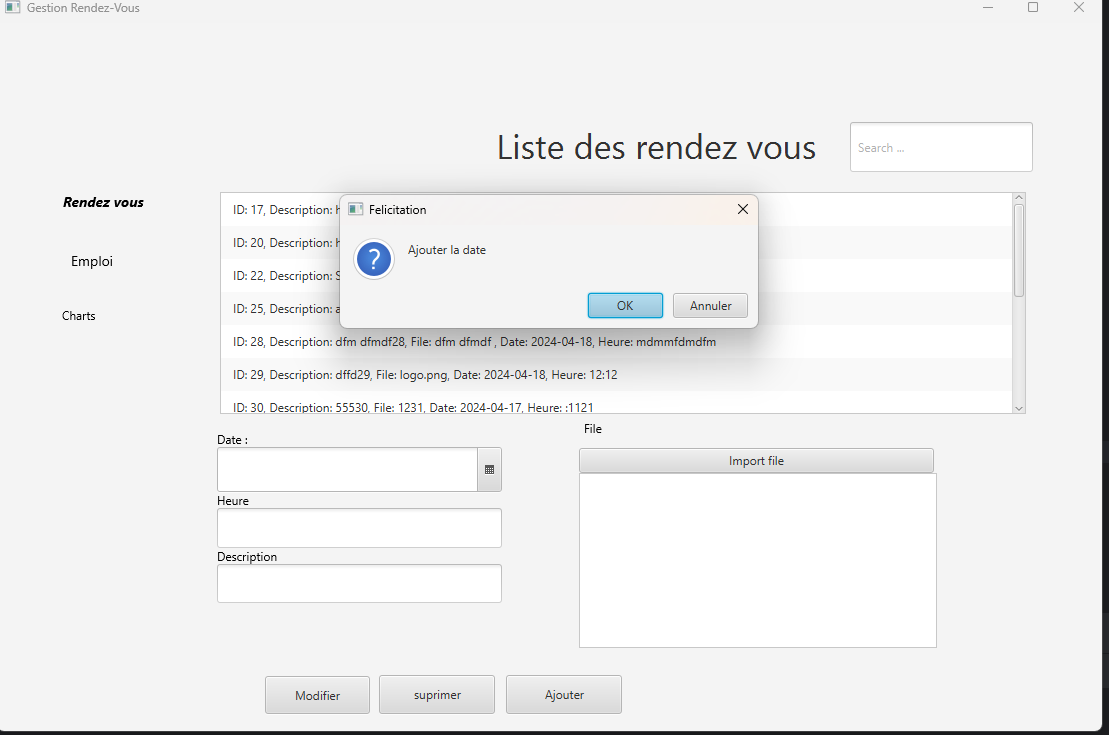 Gestion Rendez-Vous
Liste des rendez vous
Search ...
Rendez vous
Emploi
Charts
ID: 17, Description: h
ID: 20, Description: h
ID: 22, Description: S
ID: 25, Description: a
ID: 28, Description: dfm dfmdf28, File: dfm dfmdf , Date: 2024-04-18, Heure: mdmmfdmdfm
ID: 29, Description: dffd29, File: logo.png, Date: 2024-04-18, Heure: 12:12
ID: 30, Description: 55530, File: 1231, Date: 2024-04-17, Heure: :1121
Felicitation
?
Ajouter la date
OK
Annuler
Date :
Heure
Description
File
Import file
Modifier
suprimer
Ajouter